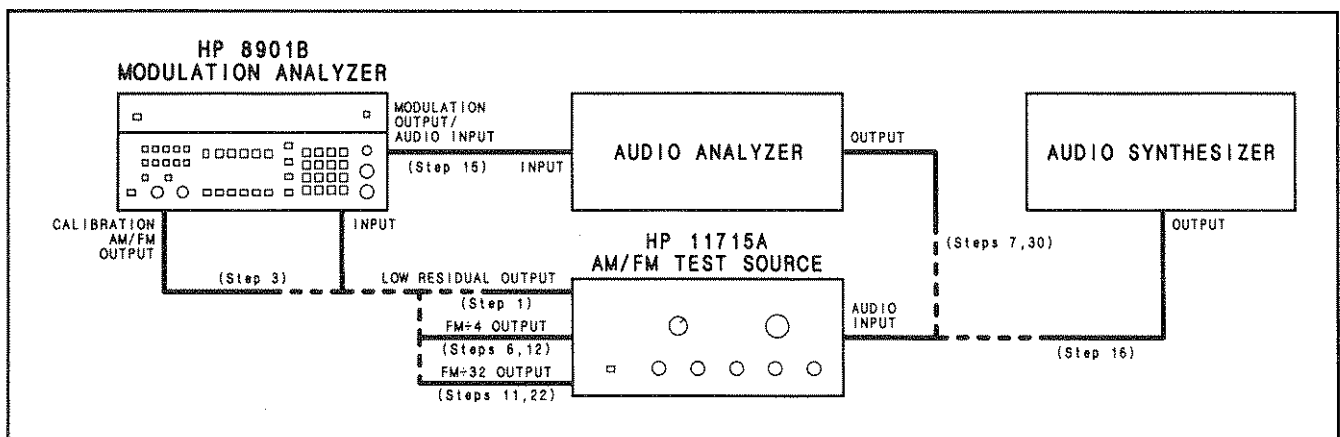 HP 8901B
MODULATION ANALYZER
MODULATION
OUTPUT/
AUDIO INPUT
(Step 15)
INPUT
AUDIO ANALYZER
OUTPUT
AUDIO SYNTHESIZER
CALIBRATION
AM/FM
OUTPUT
INPUT
OUTPUT
(Steps 7,30)
HP 11715A
AM/FM TEST SOURCE
(Step 3)
LOW RESIDUAL OUTPUT
(Step 1)
FM÷4 OUTPUT
(Steps 6,12)
FM÷32 OUTPUT
(Steps 11,22)
AUDIO
INPUT
(Step 16)